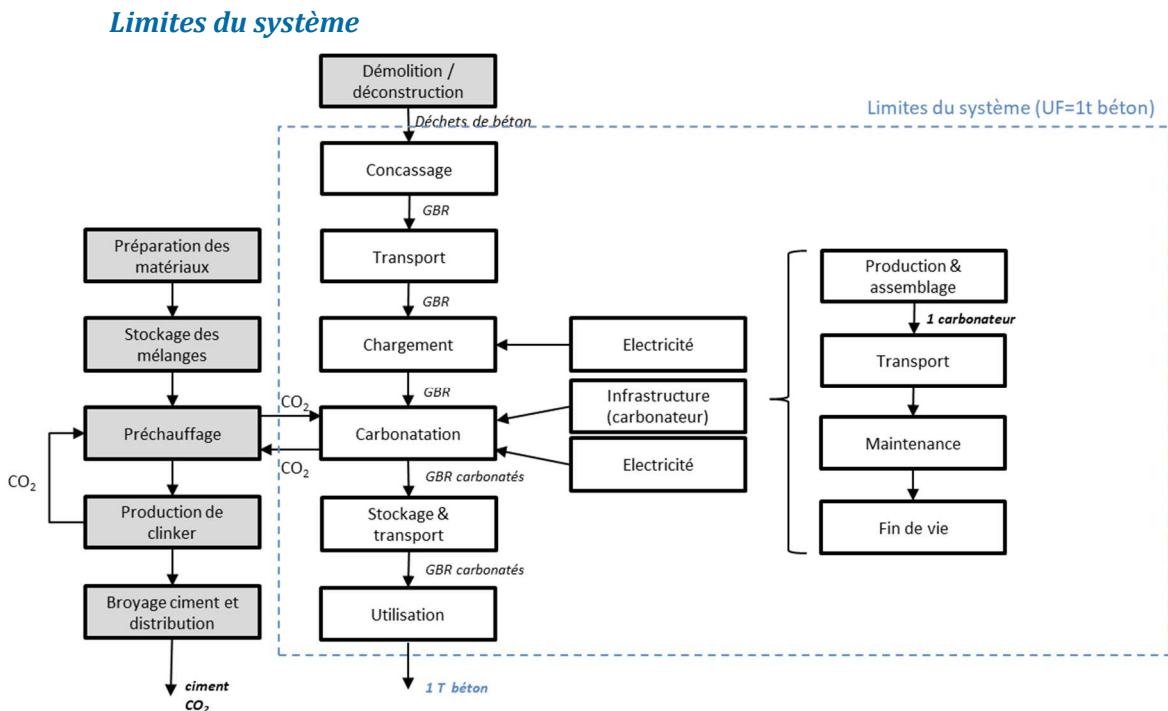 Limites du système
Démolition /
déconstruction
Limites du système (UF=1t béton)
Déchets de béton
Concassage
GBR
Préparation des
matériaux
Transport
Production &
assemblage
GBR
1 carbonateur
Stockage des
mélanges
Chargement
Electricité
Transport
GBR
CO2
Infrastructure
(carbonateur)
Préchauffage
Carbonatation
Maintenance
CO2
Electricité
CO2
GBR carbonatés
Production de
clinker
Stockage &
transport
Fin de vie
GBR carbonatés
Broyage ciment et
distribution
Utilisation
ciment
CO2
1 T béton